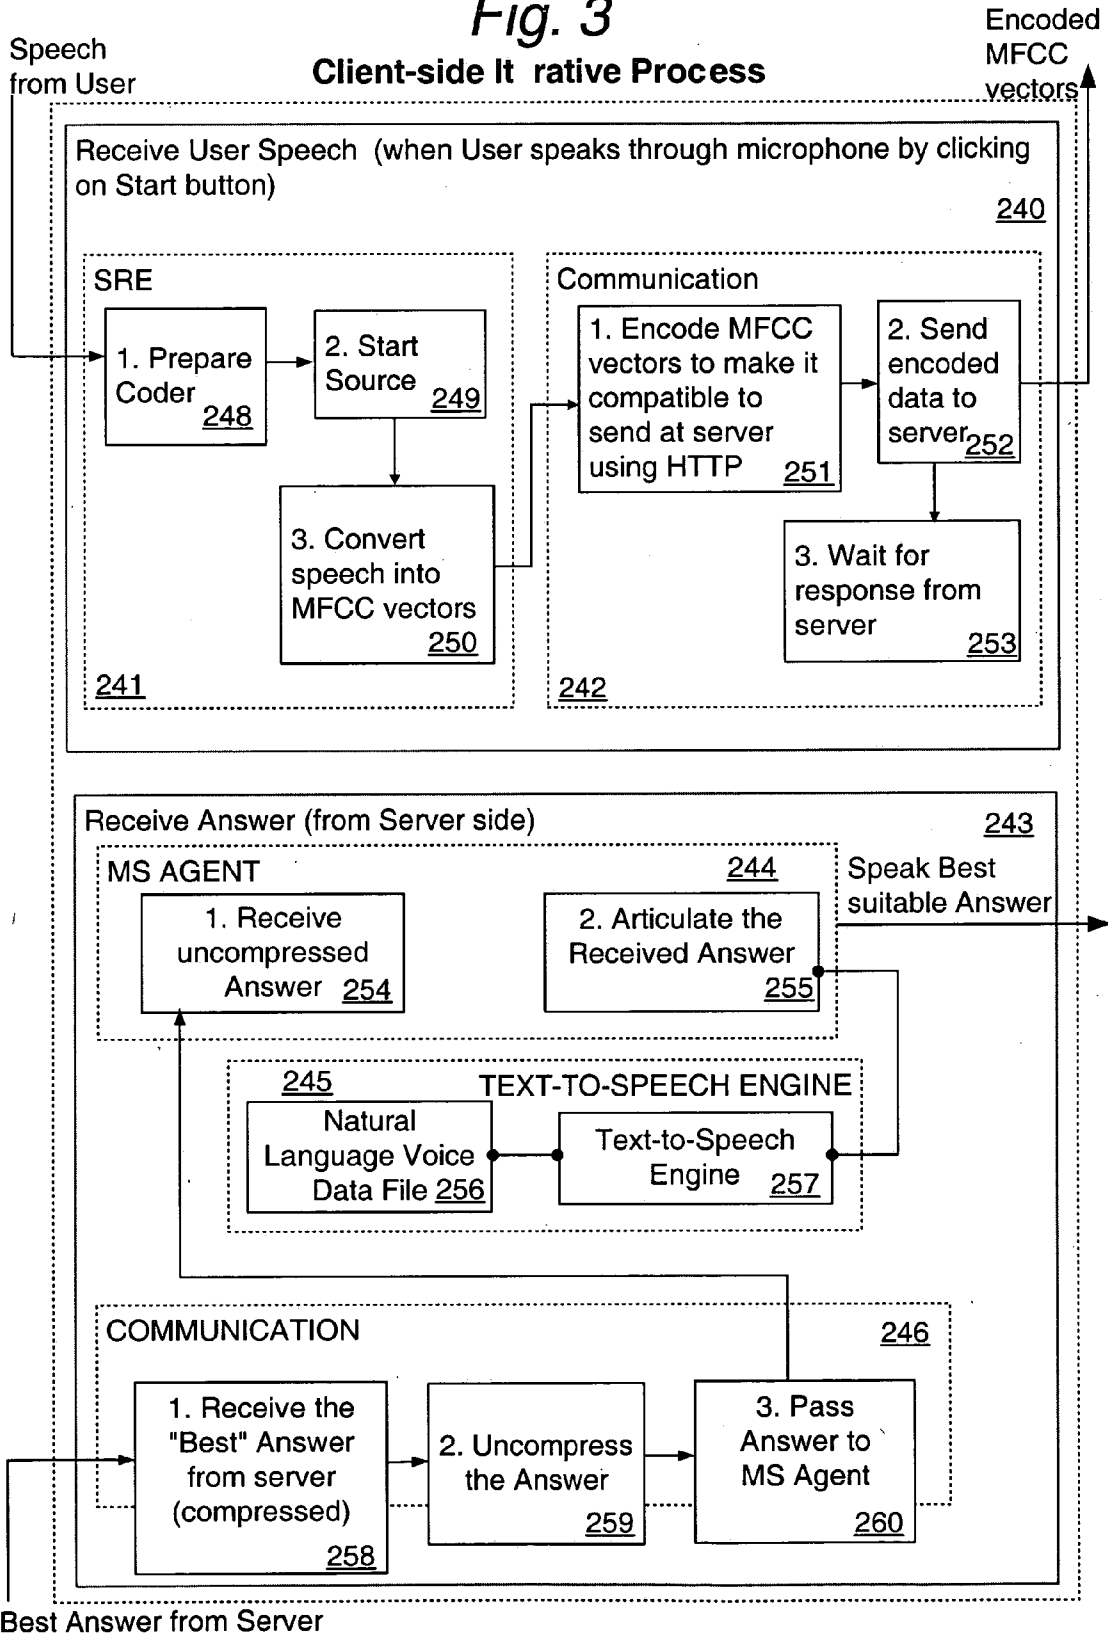 Fig. 3
Client-side It rative Process
Speech
from User
Encoded
MFCC
vectors
Receive User Speech (when User speaks through microphone by clicking
on Start button)
240
SRE
1. Prepare
Coder
248
2. Start
Source
249
3. Convert
speech into
MFCC vectors
250
241
Communication
1. Encode MFCC
vectors to make it
compatible to
send at server
using HTTP
251
2. Send
encoded
data to
server
252
3. Wait for
response from
server
253
242
Receive Answer (from Server side)
243
MS AGENT
244
1. Receive
uncompressed
Answer 254
2. Articulate the
Received Answer
255
Speak Best
suitable Answer
245
TEXT-TO-SPEECH ENGINE
Natural
Language Voice
Data File 256
Text-to-Speech
Engine
257
COMMUNICATION
246
1. Receive the
"Best" Answer
from server
(compressed)
258
2. Uncompress
the Answer
259
3. Pass
Answer to
MS Agent
260
Best Answer from Server